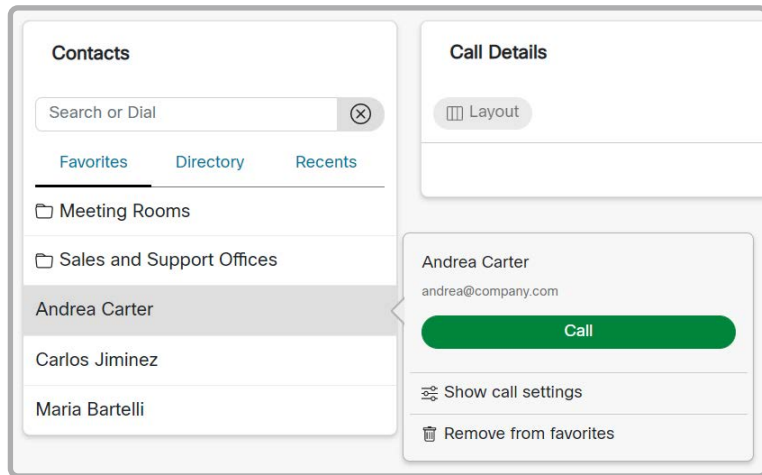 Contacts
Search or Dial
Favorites Directory Recents
Meeting Rooms
Sales and Support Offices
Andrea Carter
Carlos Jiminez
Maria Bartelli
Call Details
Layout
Andrea Carter
andrea@company.com
Call
Show call settings
Remove from favorites